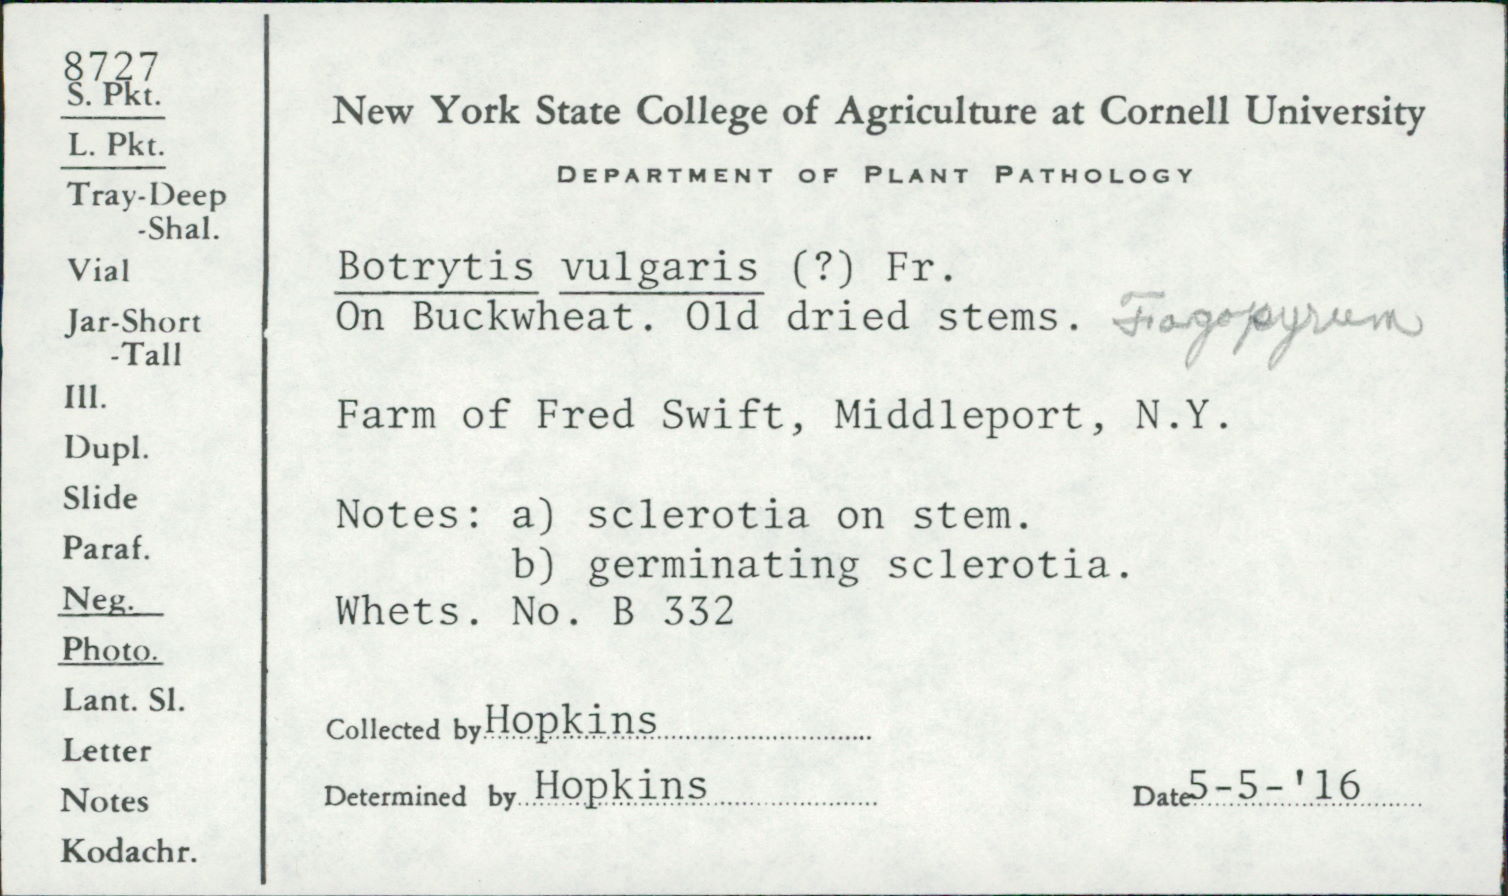 8727
S. Pkt.
L. Pkt.
Tray-Deep
-Shal.
Vial
Jar-Short
-Tall
Ill.
Dupl.
Slide
Paraf.
Neg.
Photo.
Lant. Sl.
Letter
Notes
Kodachr.
New York State College of Agriculture at Cornell University
DEPARTMENT OF PLANT PATHOLOGY
Botrytis vulgaris (?) Fr.
On Buckwheat. Old dried stems. Fagopyrum
Farm of Fred Swift, Middleport, N.Y.
Notes: a) sclerotia on stem.
b) germinating sclerotia.
Whets. No. B 332
Collected by Hopkins
Determined by Hopkins
Date 5-5-'16